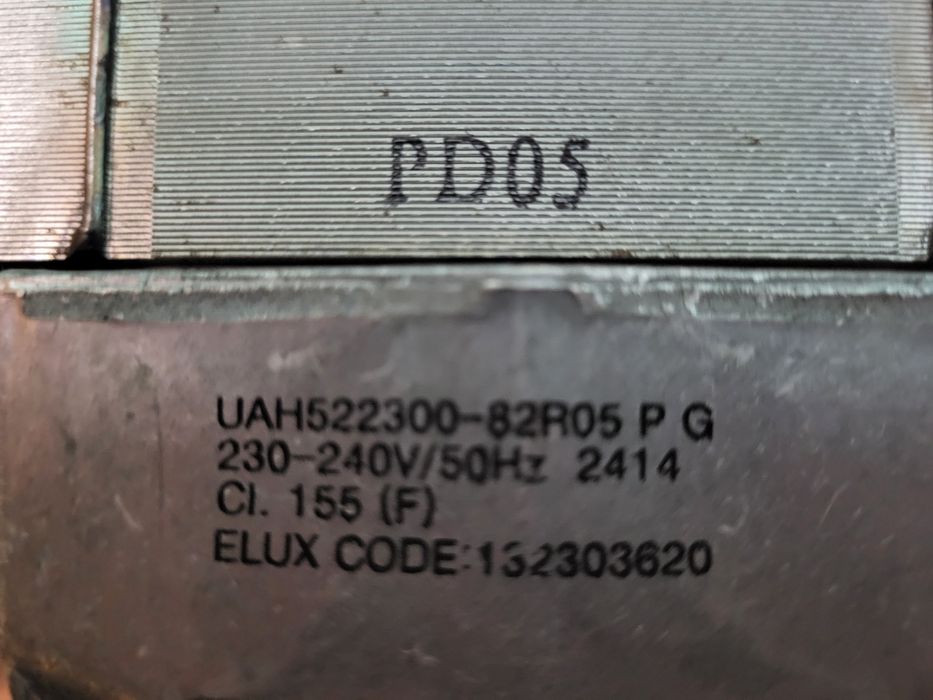 PD05
UAH522300-82R05 P G
230-240V/50Hz 2414
Cl. 155 (F)
ELUX CODE:132303620